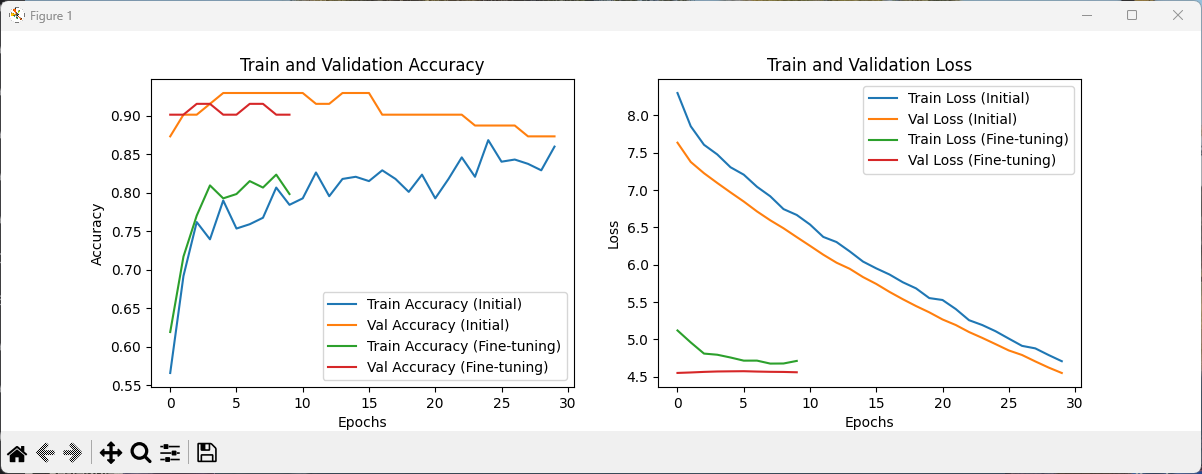 Figure 1
Train and Validation Accuracy
Accuracy
0.90
0.85
0.80
0.75
0.70
0.65
0.60
0.55
Train Accuracy (Initial)
Val Accuracy (Initial)
Train Accuracy (Fine-tuning)
Val Accuracy (Fine-tuning)
0 5 10 15 20 25 30
Epochs
Train and Validation Loss
Loss
8.0
7.5
7.0
6.5
6.0
5.5
5.0
4.5
Train Loss (Initial)
Val Loss (Initial)
Train Loss (Fine-tuning)
Val Loss (Fine-tuning)
0 5 10 15 20 25 30
Epochs